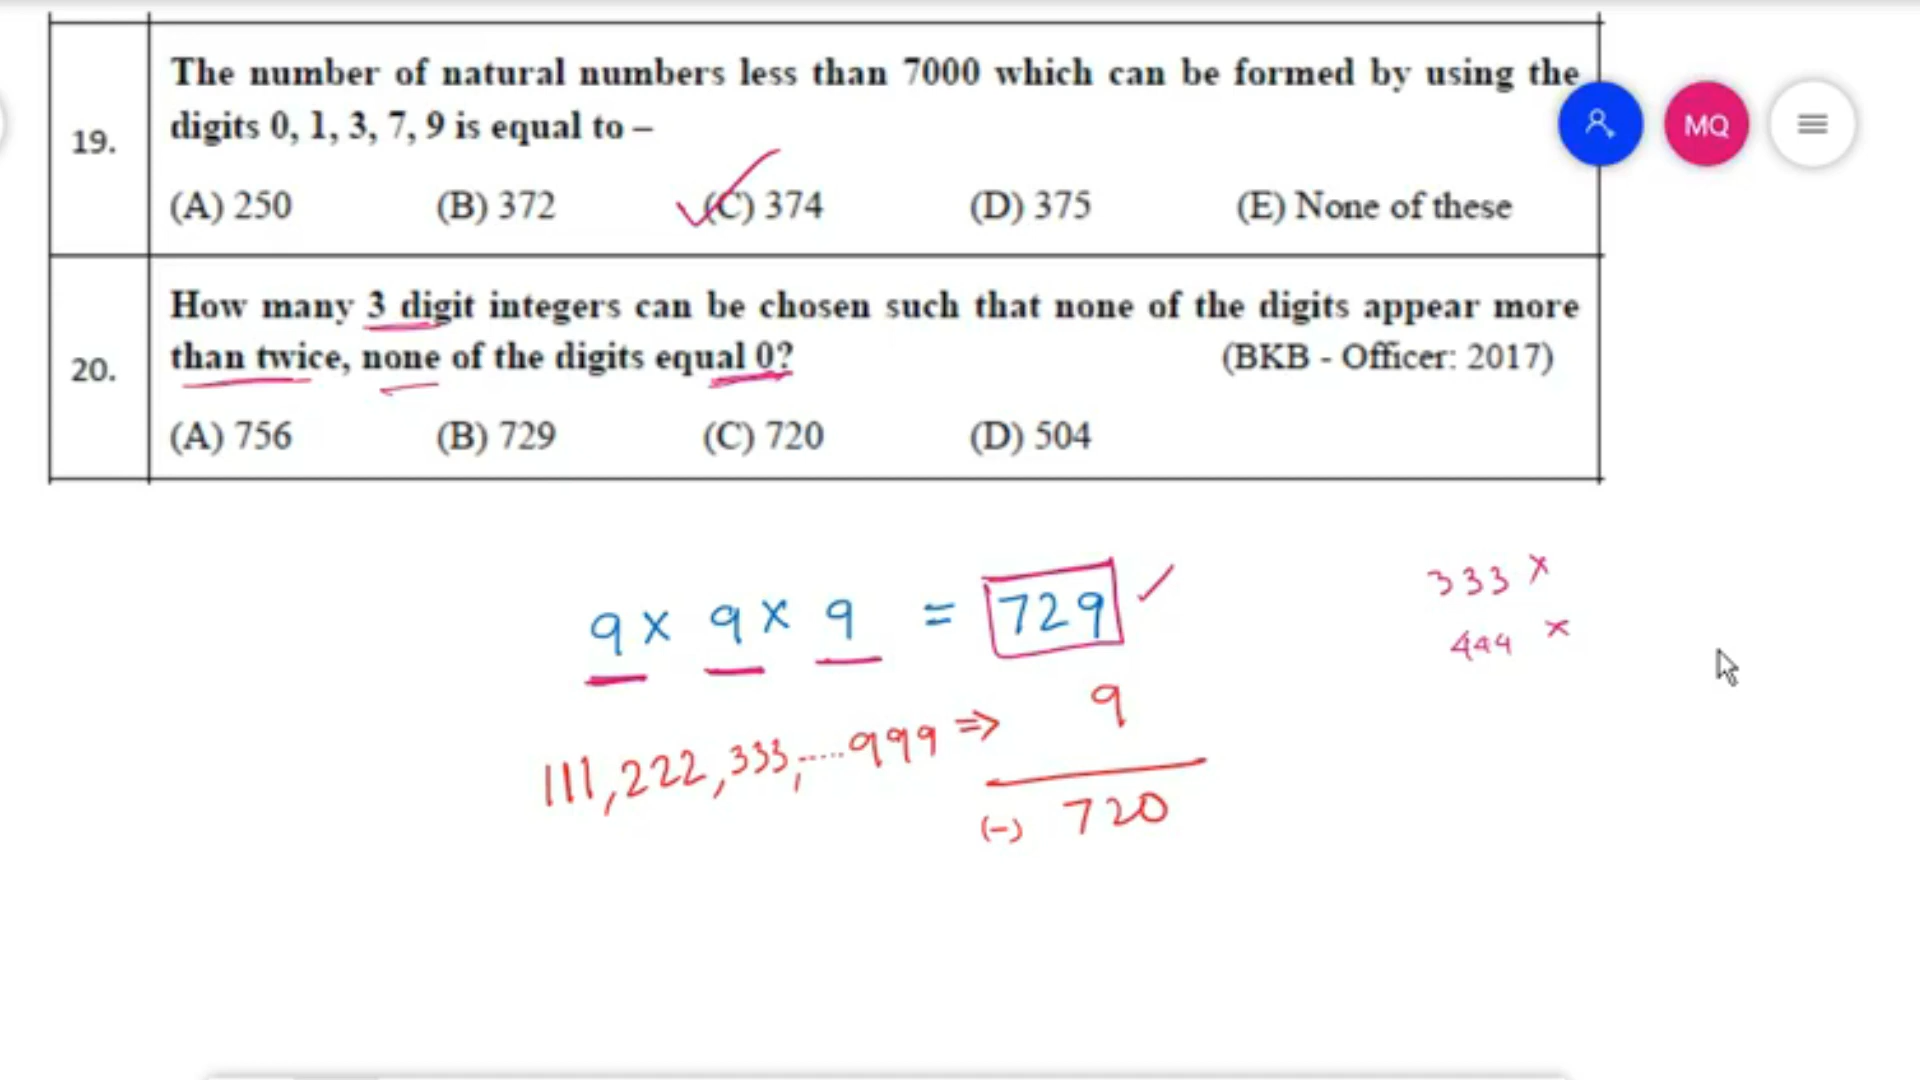 19.
The number of natural numbers less than 7000 which can be formed by using the
digits 0, 1, 3, 7, 9 is equal to –
(A) 250 (B) 372 (C) 374 (D) 375 (E) None of these
MQ
20.
How many 3 digit integers can be chosen such that none of the digits appear more
than twice, none of the digits equal 0? (BKB - Officer: 2017)
(A) 756 (B) 729 (C) 720 (D) 504
9 x 9 x 9 = 729 ✓
333 x
444 x
111,222,333,.....999 => 9
(-) 720